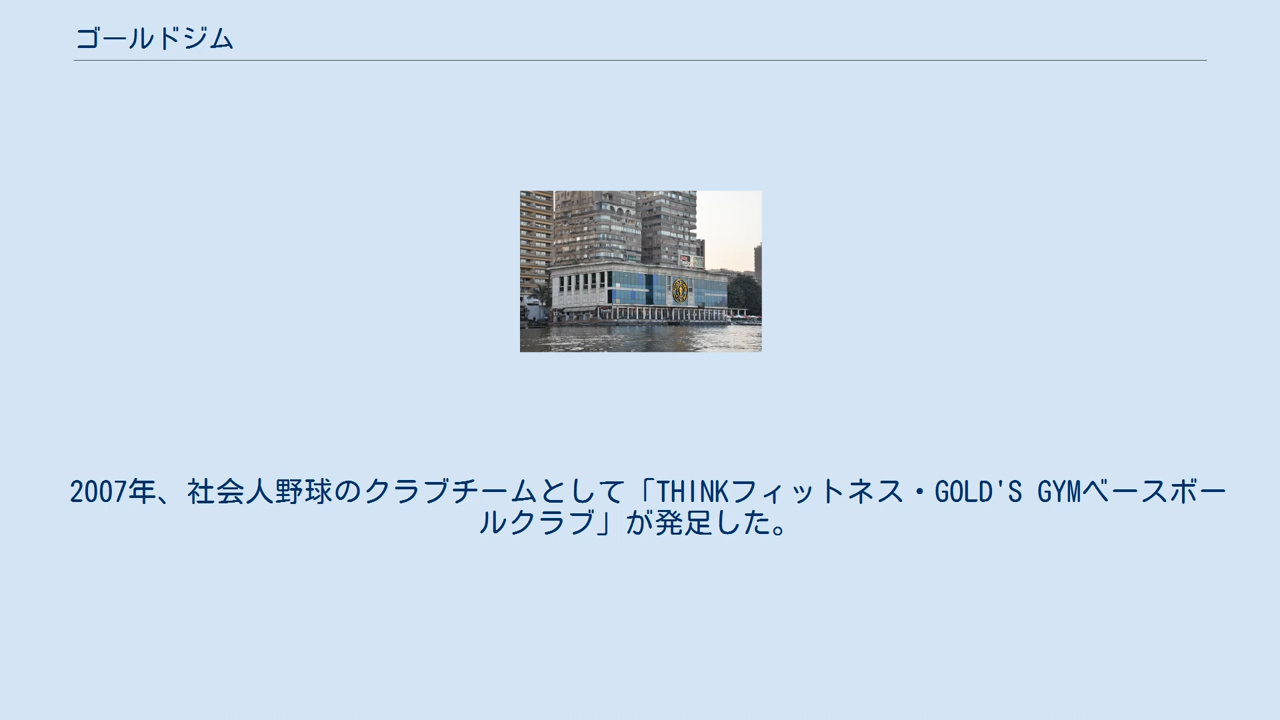 ゴールドジム
2007年、社会人野球のクラブチームとして「THINKフィットネス・GOLD'S GYMベースボー
ルクラブ」が発足した。